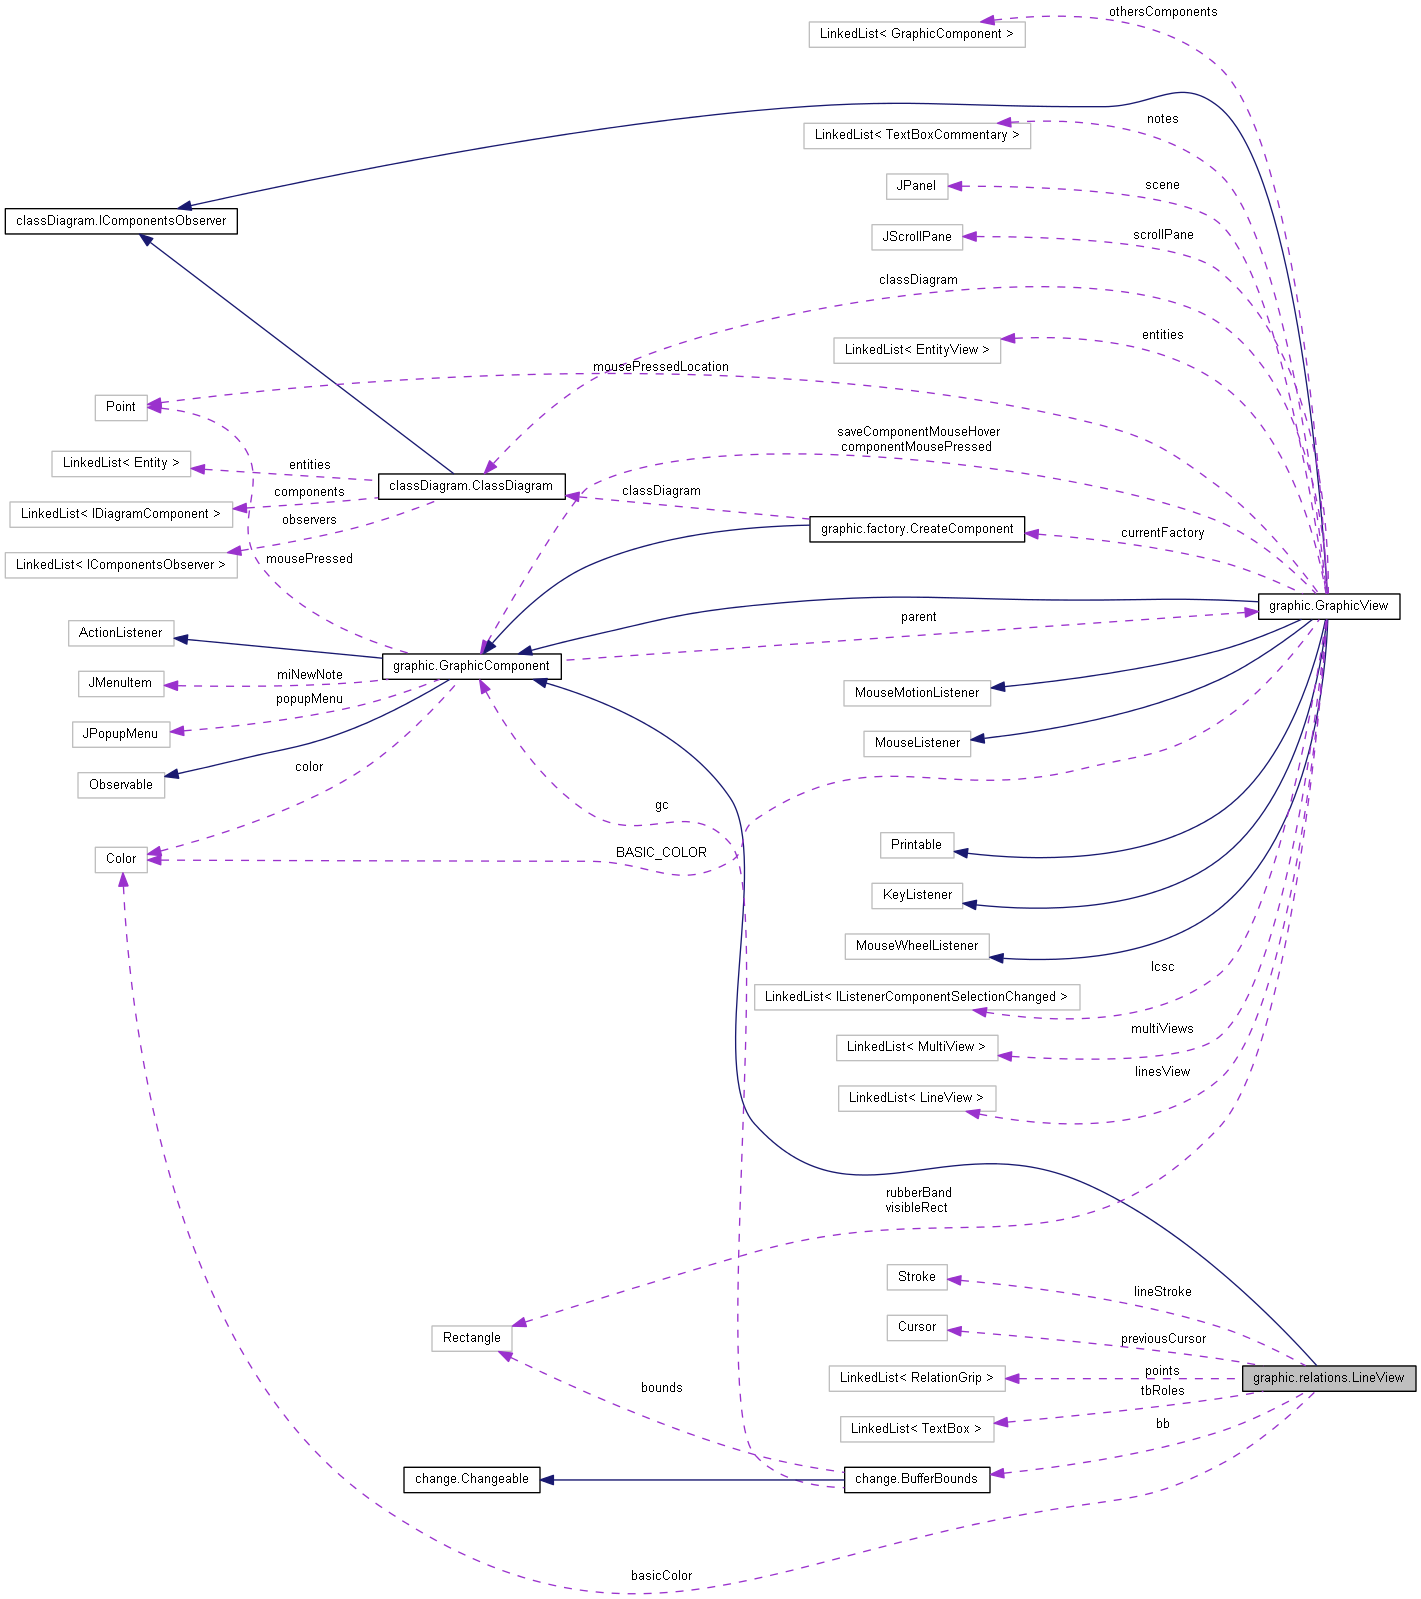 othersComponents
LinkedList< GraphicComponent >
notes
LinkedList< TextBoxCommentary >
scene
JPanel
classDiagram.IComponentsObserver
scrollPane
JScrollPane
classDiagram
entities
LinkedList< EntityView >
mousePressedLocation
Point
saveComponentMouseHover
componentMousePressed
LinkedList< Entity >
entities
classDiagram.ClassDiagram
classDiagram
components
LinkedList< IDiagramComponent >
observers
graphic.factory.CreateComponent
currentFactory
LinkedList< IComponentsObserver >
mousePressed
graphic.GraphicView
parent
ActionListener
graphic.GraphicComponent
miNewNote
JMenuItem
popupMenu
JPopupMenu
MouseMotionListener
MouseListener
color
Observable
gc
BASIC_COLOR
Color
Printable
KeyListener
MouseWheelListener
lcsc
LinkedList< IListenerComponentSelectionChanged >
multiViews
LinkedList< MultiView >
linesView
LinkedList< LineView >
rubberBand
visibleRect
Stroke
lineStroke
Cursor
previousCursor
Rectangle
LinkedList< RelationGrip >
points
graphic.relations.LineView
bounds
tbRoles
LinkedList< TextBox >
bb
change.Changeable
change.BufferBounds
basicColor